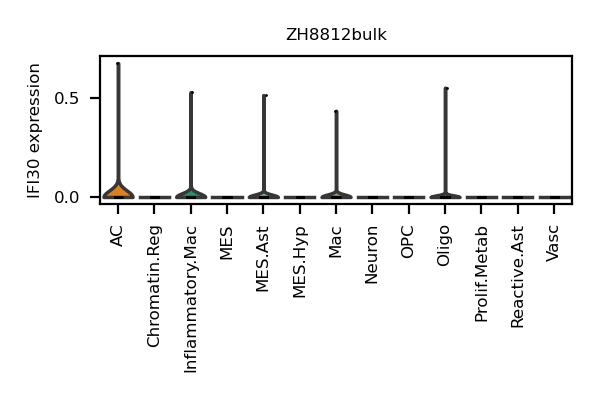 ZH8812bulk
IFI30 expression
0.5
0.0
AC
Chromatin.Reg
Inflammatory.Mac
MES
MES.Ast
MES.Hyp
Mac
Neuron
OPC
Oligo
Prolif.Metab
Reactive.Ast
Vasc